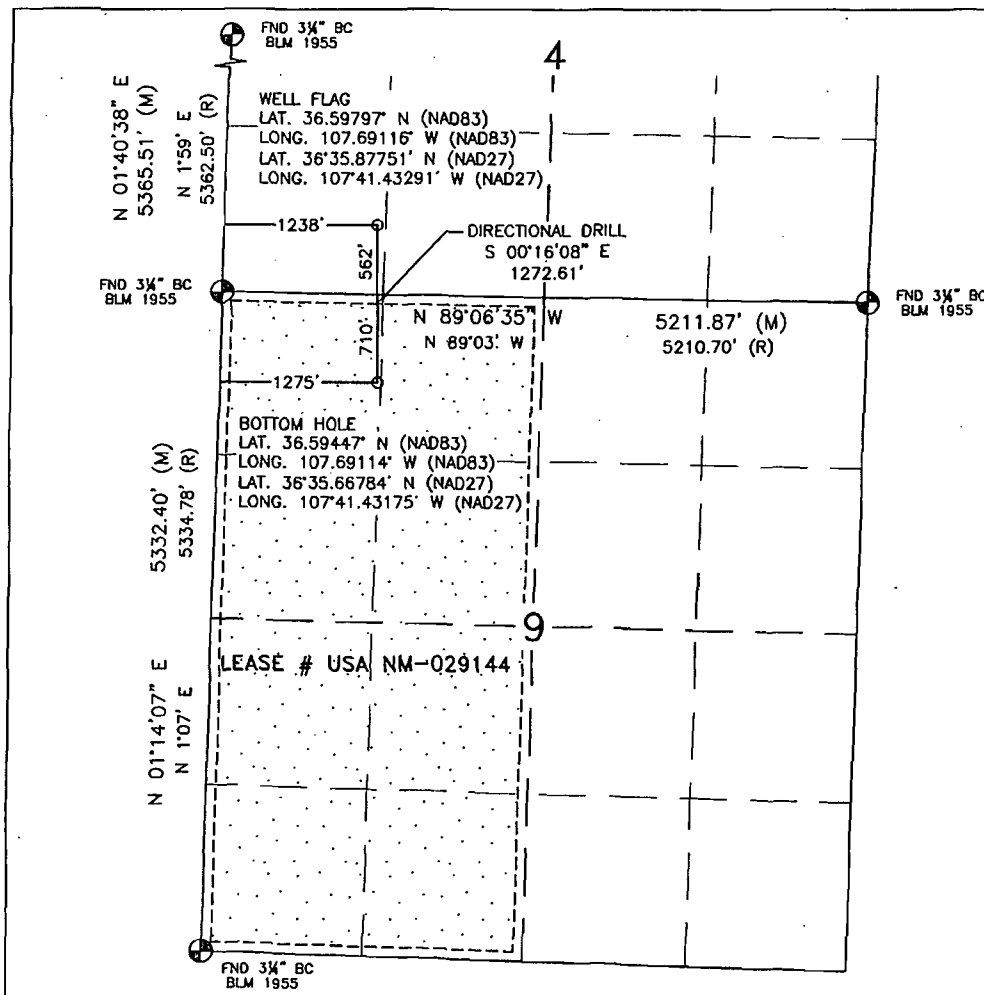 FND 3¼" BC
BLM 1955
4
N 01°40'38" E
5365.51' (M)
N 1°59' E
5362.50' (R)
WELL FLAG
LAT. 36.59797° N (NAD83)
LONG. 107.69116° W (NAD83)
LAT. 36°35.87751' N (NAD27)
LONG. 107°41.43291' W (NAD27)
1238'
562'
DIRECTIONAL DRILL
S 00°16'08" E
1272.61'
FND 3¼" BC
BLM 1955
FND 3¼" BC
BLM 1955
N 89°06'35" W
N 89°03' W
5211.87' (M)
5210.70' (R)
710'
1275'
BOTTOM HOLE
LAT. 36.59447° N (NAD83)
LONG. 107.69114° W (NAD83)
LAT. 36°35.66784' N (NAD27)
LONG. 107°41.43175' W (NAD27)
5332.40' (M)
5334.78' (R)
9
LEASE # USA NM-029144
N 01°14'07" E
N 1°07' E
FND 3¼" BC
BLM 1955